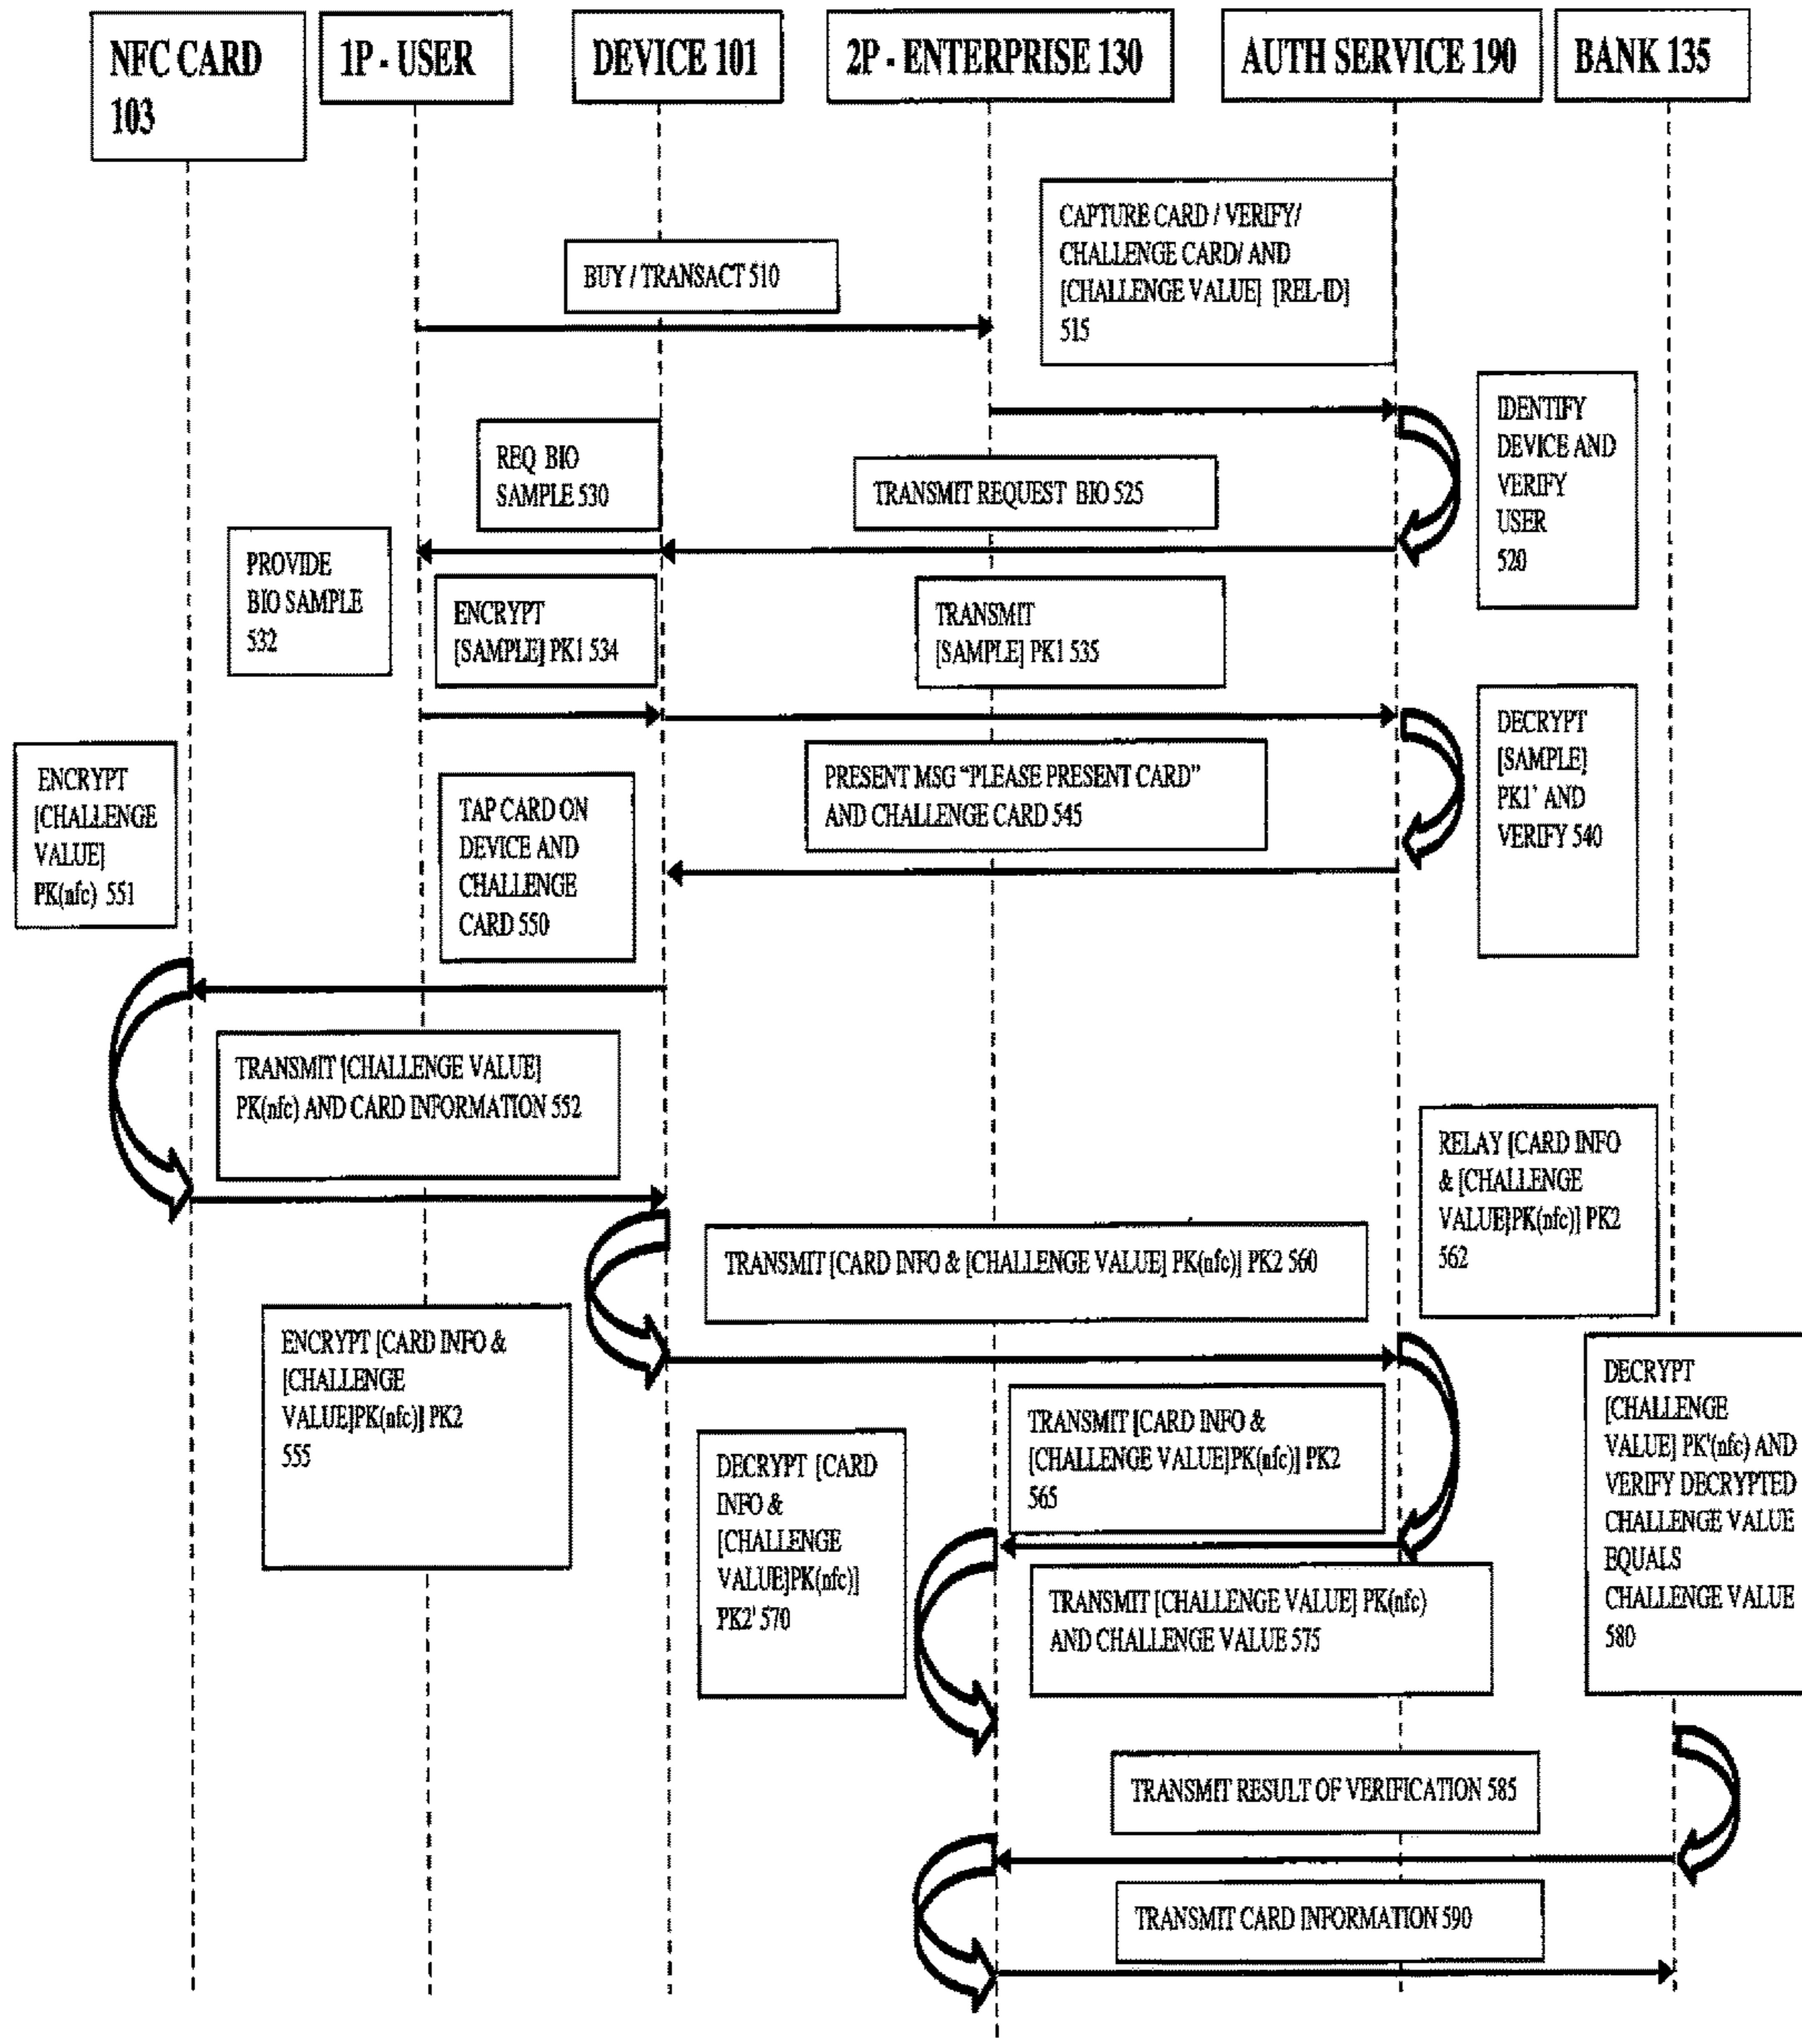 NFC CARD
103
1P - USER
DEVICE 101
2P - ENTERPRISE 130
AUTH SERVICE 190
BANK 135
CAPTURE CARD / VERIFY/
CHALLENGE CARD/ AND
[CHALLENGE VALUE] [REL-ID]
515
BUY / TRANSACT 510
IDENTIFY
DEVICE AND
VERIFY
USER
520
REQ BIO
SAMPLE 530
TRANSMIT REQUEST BIO 525
PROVIDE
BIO SAMPLE
532
ENCRYPT
[SAMPLE] PK1 534
TRANSMIT
[SAMPLE] PK1 535
DECRYPT
[SAMPLE]
PK1' AND
VERIFY 540
ENCRYPT
[CHALLENGE
VALUE]
PK(nfc) 551
TAP CARD ON
DEVICE AND
CHALLENGE
CARD 550
PRESENT MSG "PLEASE PRESENT CARD"
AND CHALLENGE CARD 545
TRANSMIT [CHALLENGE VALUE]
PK(nfc) AND CARD INFORMATION 552
RELAY [CARD INFO
& [CHALLENGE
VALUE]PK(nfc)] PK2
562
TRANSMIT [CARD INFO & [CHALLENGE VALUE] PK(nfc)] PK2 560
ENCRYPT [CARD INFO &
[CHALLENGE
VALUE]PK(nfc)] PK2
555
DECRYPT
[CHALLENGE
VALUE] PK'(nfc) AND
VERIFY DECRYPTED
CHALLENGE VALUE
EQUALS
CHALLENGE VALUE
580
TRANSMIT [CARD INFO &
[CHALLENGE VALUE]PK(nfc)] PK2
565
DECRYPT [CARD
INFO &
[CHALLENGE
VALUE]PK(nfc)]
PK2' 570
TRANSMIT [CHALLENGE VALUE] PK(nfc)
AND CHALLENGE VALUE 575
TRANSMIT RESULT OF VERIFICATION 585
TRANSMIT CARD INFORMATION 590